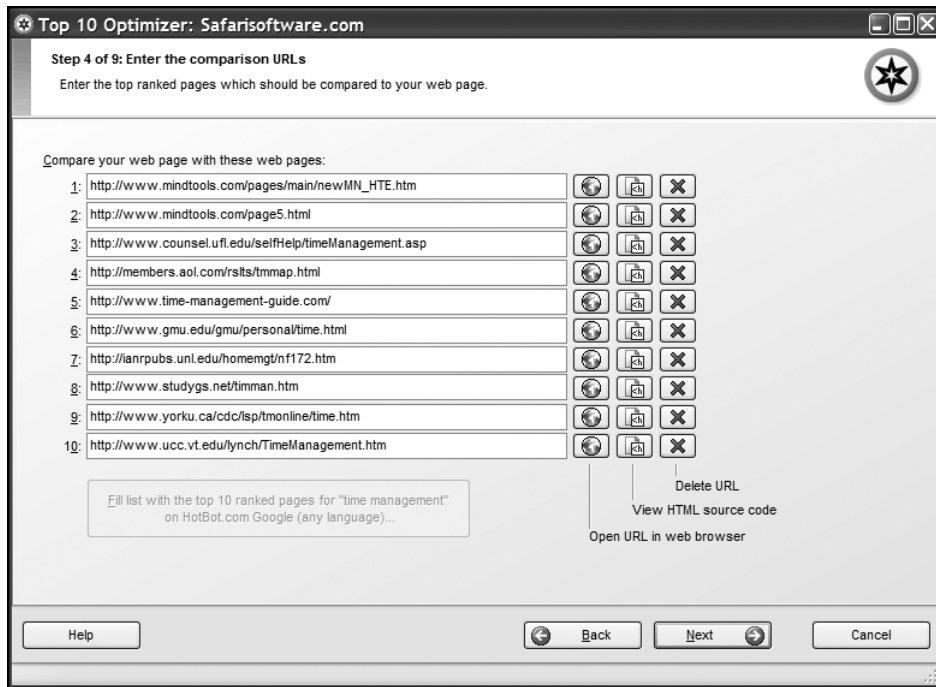 Top 10 Optimizer: Safarisoftware.com
Step 4 of 9: Enter the comparison URLs
Enter the top ranked pages which should be compared to your web page.
Compare your web page with these web pages:
1: http://www.mindtools.com/pages/main/newMN_HTE.htm
2: http://www.mindtools.com/page5.html
3: http://www.counsel.ufl.edu/selfHelp/timeManagement.asp
4: http://members.aol.com/rslts/tmmap.html
5: http://www.time-management-guide.com/
6: http://www.gmu.edu/gmu/personal/time.html
7: http://ianrpubs.unl.edu/homemgt/nf172.htm
8: http://www.studygs.net/timman.htm
9: http://www.yorku.ca/cdc/lsp/tmonline/time.htm
10: http://www.ucc.vt.edu/lynch/TimeManagement.htm
Fill list with the top 10 ranked pages for "time management"
on HotBot.com Google (any language)...
Delete URL
View HTML source code
Open URL in web browser
Help Back Next Cancel